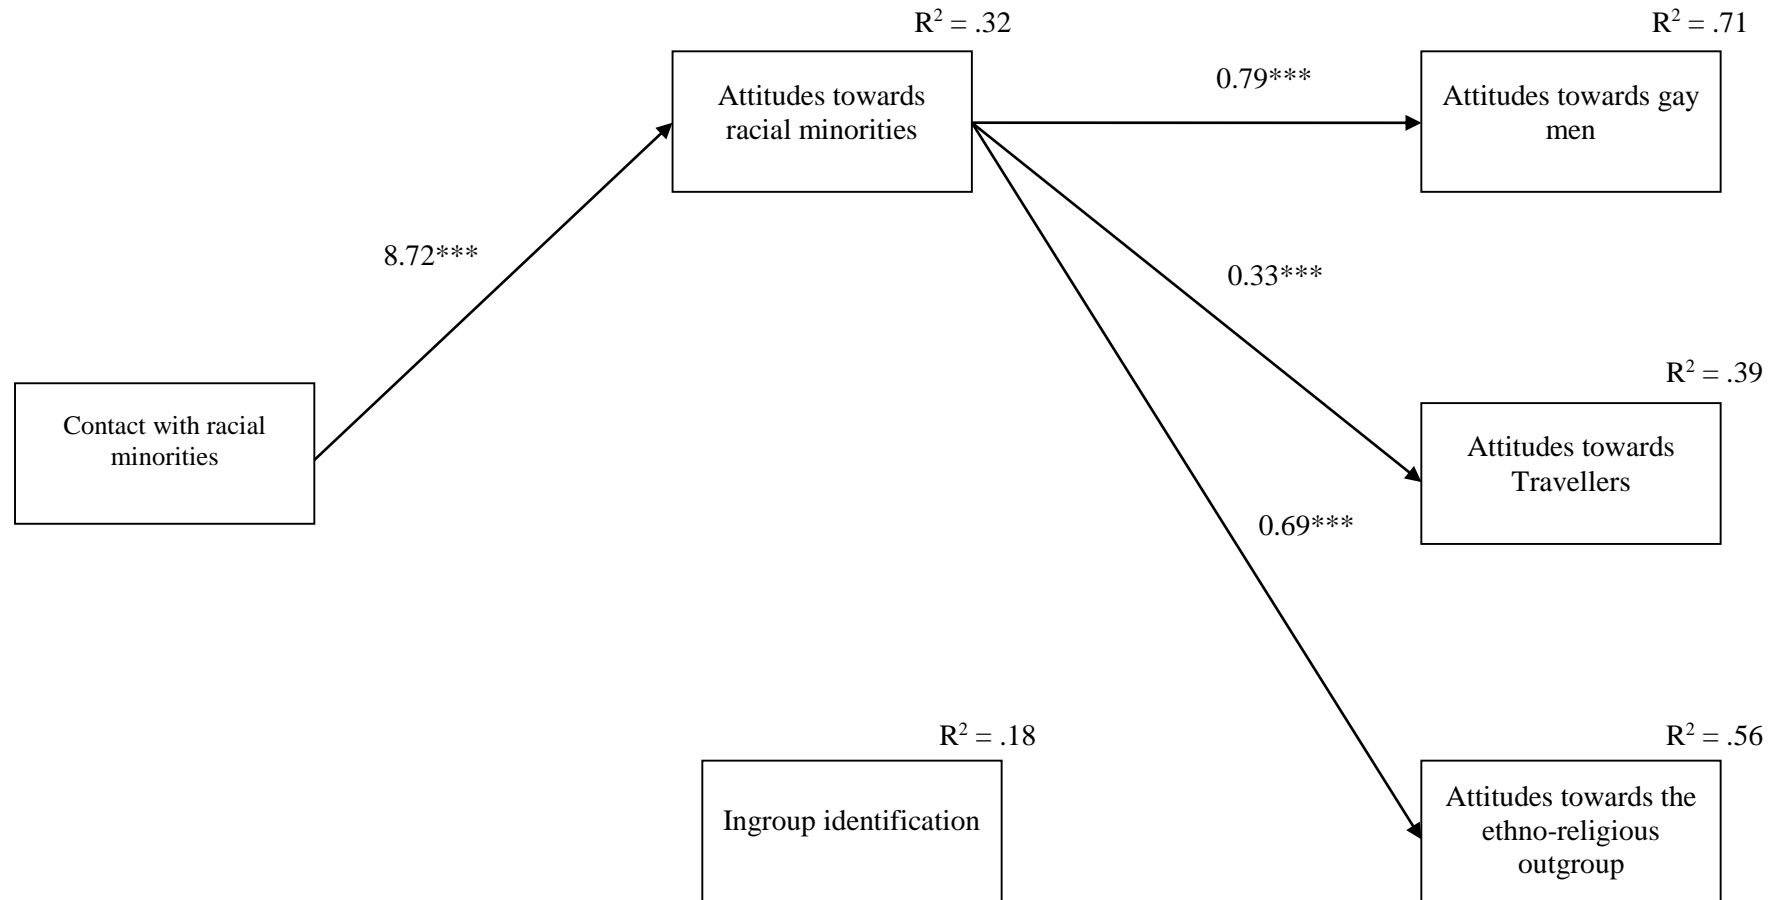 R² = .32
R² = .71
Attitudes towards
racial minorities
0.79***
Attitudes towards gay
men
8.72***
0.33***
R² = .39
Contact with racial
minorities
Attitudes towards
Travellers
0.69***
R² = .18
R² = .56
Ingroup identification
Attitudes towards the
ethno-religious
outgroup